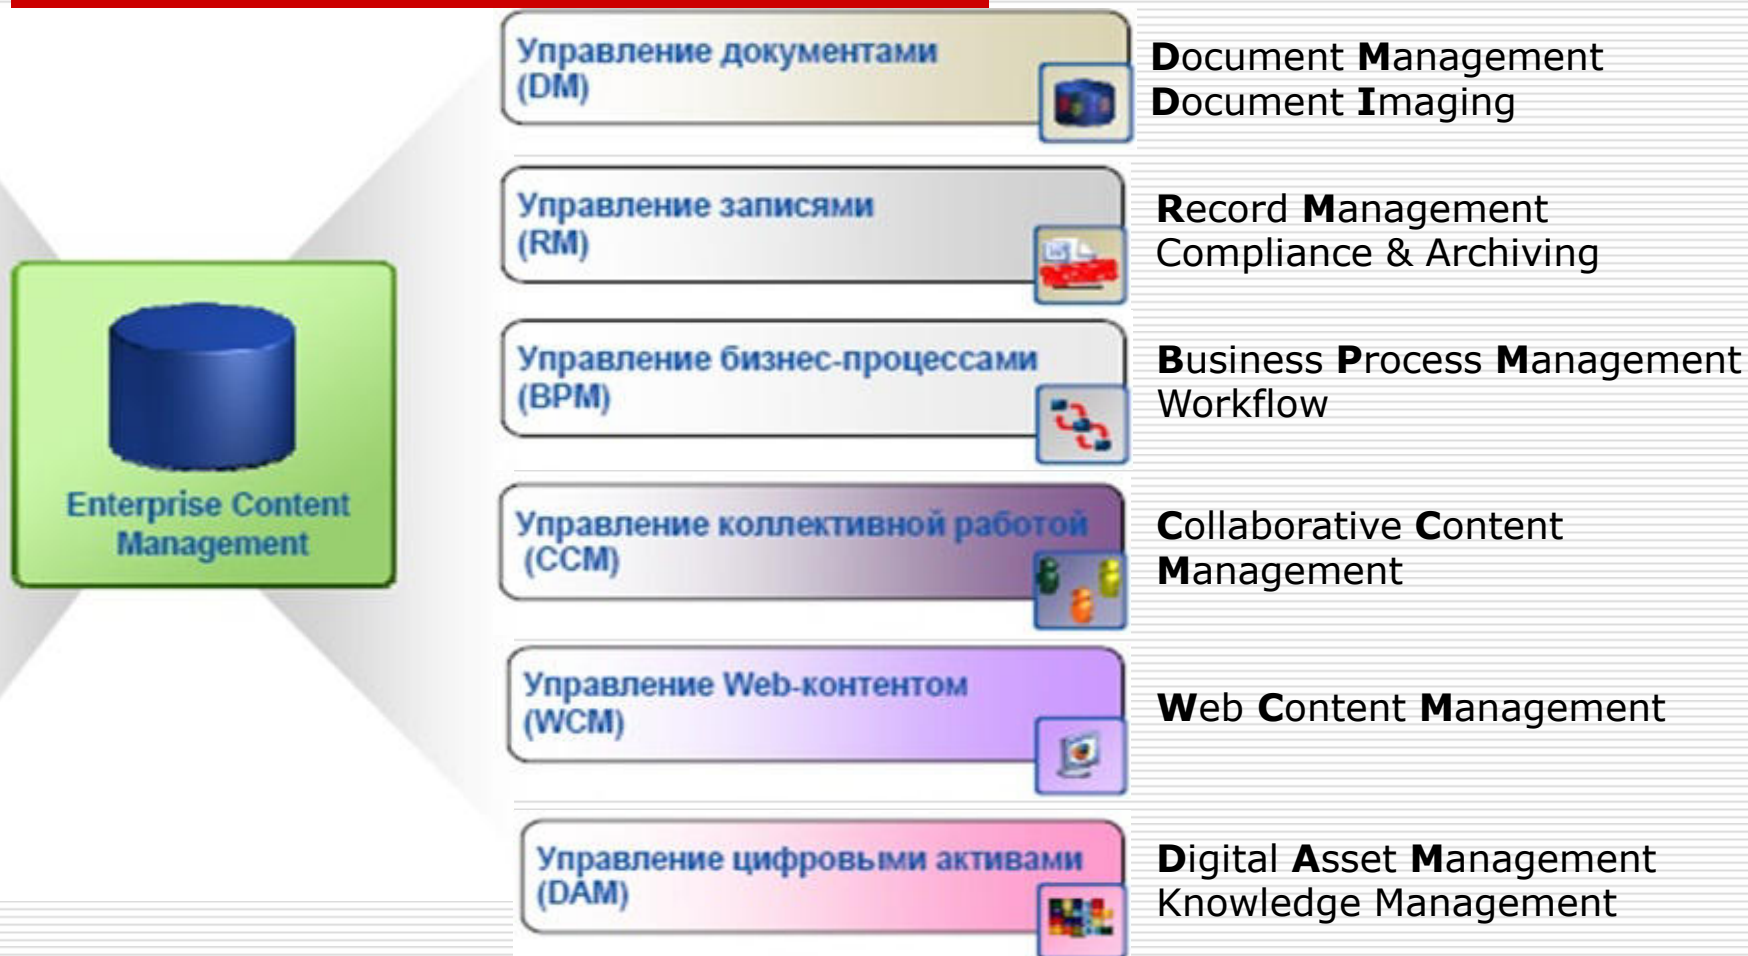 Enterprise Content
Management
Управление документами
(DM)
Document Management
Document Imaging
Управление записями
(RM)
Record Management
Compliance & Archiving
Управление бизнес-процессами
(BPM)
Business Process Management
Workflow
Управление коллективной работой
(CCM)
Collaborative Content
Management
Управление Web-контентом
(WCM)
Web Content Management
Управление цифровыми активами
(DAM)
Digital Asset Management
Knowledge Management